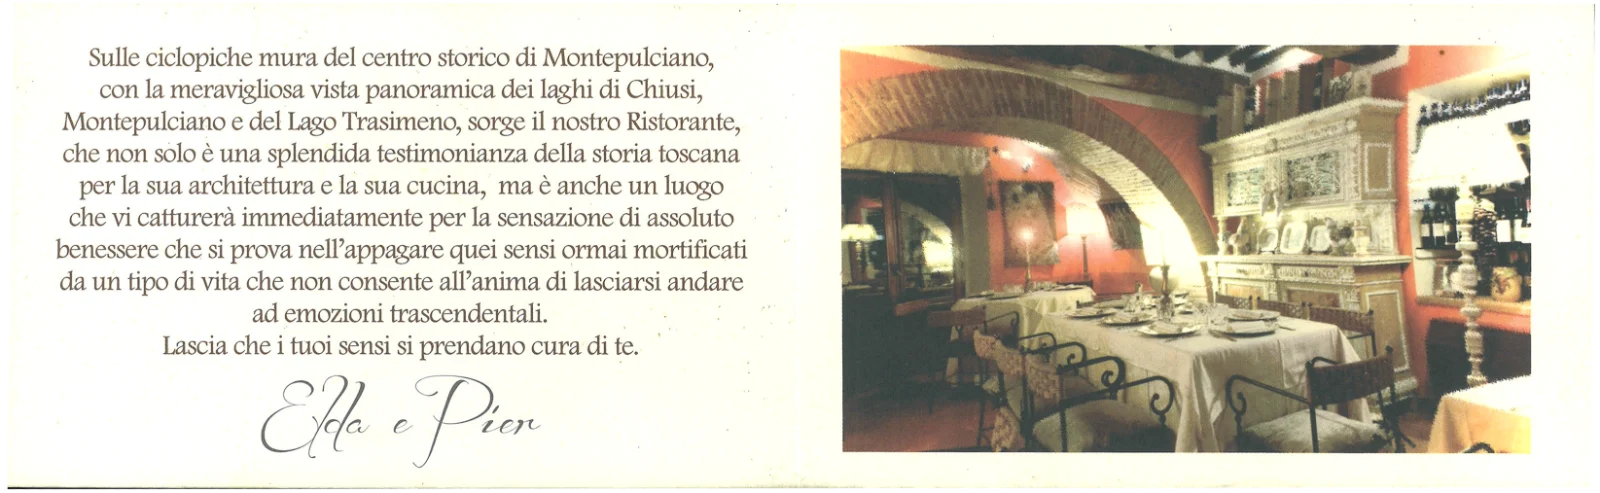 Sulle ciclopiche mura del centro storico di Montepulciano,
con la meravigliosa vista panoramica dei laghi di Chiusi,
Montepulciano e del Lago Trasimeno, sorge il nostro Ristorante,
che non solo è una splendida testimonianza della storia toscana
per la sua architettura e la sua cucina, ma è anche un luogo
che vi catturerà immediatamente per la sensazione di assoluto
benessere che si prova nell'appagare quei sensi ormai mortificati
da un tipo di vita che non consente all'anima di lasciarsi andare
ad emozioni trascendentali.
Lascia che i tuoi sensi si prendano cura di te.
Elda e Pier